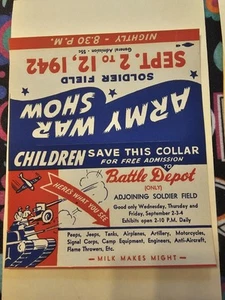 ARMY WAR
SHOW
SOLDIER FIELD
SEPT. 2 TO 12, 1942
General Admission - 55c
NIGHTLY - 8:30 P.M.
CHILDREN SAVE THIS COLLAR
FOR FREE ADMISSION
TO
Battle Depot
(ONLY)
ADJOINING SOLDIER FIELD
Good only Wednesday, Thursday and
Friday, September 2-3-4
Exhibits open 2-10 P.M. Daily
HERE'S WHAT YOU SEE
Peeps, Jeeps, Tanks, Airplanes, Artillery, Motorcycles,
Signal Corps, Camp Equipment, Engineers, Anti-Aircraft,
Flame Throwers, Etc.
— MILK MAKES MIGHT —